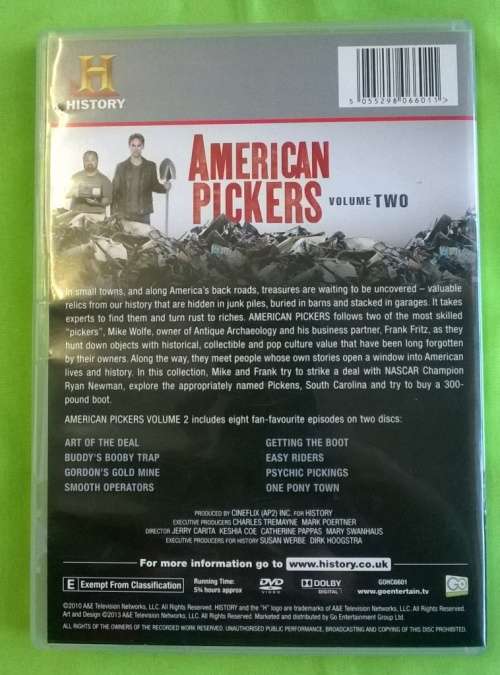 H
HISTORY
5 055298 066011 >
AMERICAN
PICKERS VOLUME TWO
In small towns, and along America's back roads, treasures are waiting to be uncovered – valuable
relics from our history that are hidden in junk piles, buried in barns and stacked in garages. It takes
experts to find them and turn rust to riches. AMERICAN PICKERS follows two of the most skilled
"pickers", Mike Wolfe, owner of Antique Archaeology and his business partner, Frank Fritz, as they
hunt down objects with historical, collectible and pop culture value that have been long forgotten
by their owners. Along the way, they meet people whose own stories open a window into American
lives and history. In this collection, Mike and Frank try to strike a deal with NASCAR Champion
Ryan Newman, explore the appropriately named Pickens, South Carolina and try to buy a 300-
pound boot.
AMERICAN PICKERS VOLUME 2 includes eight fan-favourite episodes on two discs:
ART OF THE DEAL
BUDDY'S BOOBY TRAP
GORDON'S GOLD MINE
SMOOTH OPERATORS
GETTING THE BOOT
EASY RIDERS
PSYCHIC PICKINGS
ONE PONY TOWN
PRODUCED BY CINEFLIX (AP2) INC. FOR HISTORY
EXECUTIVE PRODUCERS CHARLES TREMAYNE MARK POERTNER
DIRECTOR JERRY CARITA KESHIA COE CATHERINE PAPPAS MARY SWANHAUS
EXECUTIVE PRODUCERS FOR HISTORY SUSAN WERBE DIRK HOOGSTRA
For more information go to www.history.co.uk
E Exempt From Classification
Running Time:
5¼ hours approx
DVD
VIDEO
DOLBY
DIGITAL
GOHC6601
www.goentertain.tv
GO
©2010 A&E Television Networks, LLC. All Rights Reserved. HISTORY and the "H" logo are trademarks of A&E Television Networks, LLC. All Rights Reserved.
Art and Design ©2013 A&E Television Networks, LLC. All Rights Reserved. Marketed and distributed by Go Entertainment Group Ltd.
ALL RIGHTS OF THE OWNERS OF THE RECORDED WORK RESERVED. UNAUTHORISED PUBLIC PERFORMANCE, BROADCASTING AND COPYING OF THIS DISC PROHIBITED.